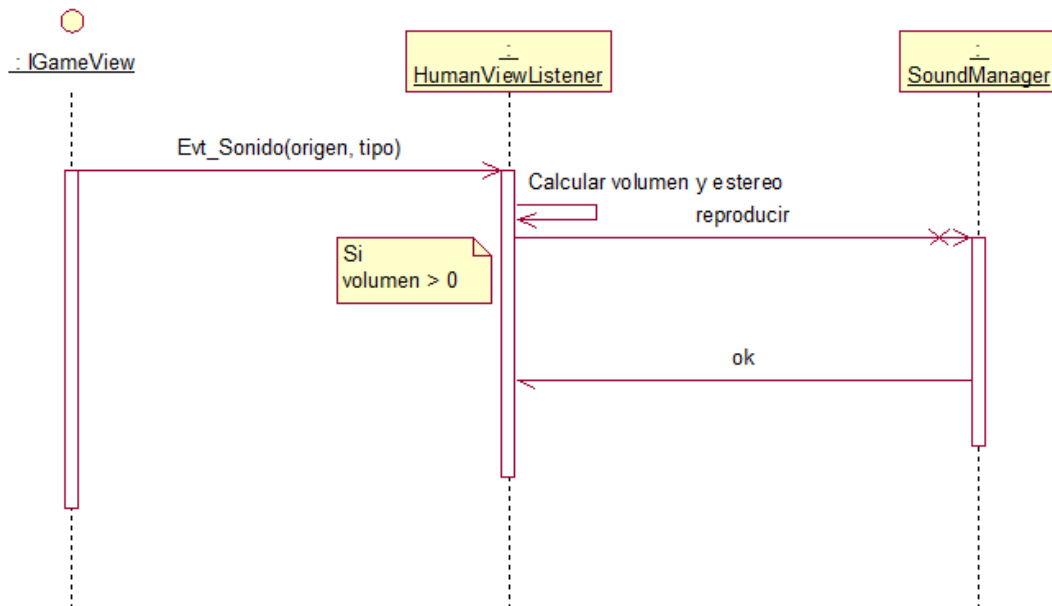 : IGameView
:
HumanViewListener
:
SoundManager
Evt_Sonido(origen, tipo)
Calcular volumen y estereo
reproducir
Si
volumen > 0
ok